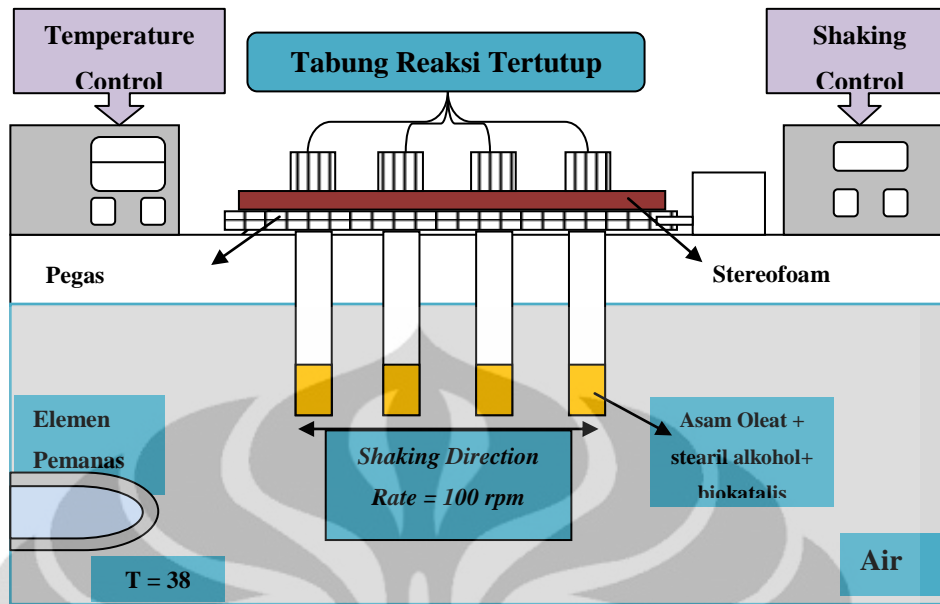 Temperature
Control
Tabung Reaksi Tertutup
Shaking
Control
Pegas
Stereofoam
Elemen
Pemanas
Shaking Direction
Rate = 100 rpm
Asam Oleat +
stearil alkohol+
biokatalis
T = 38
Air